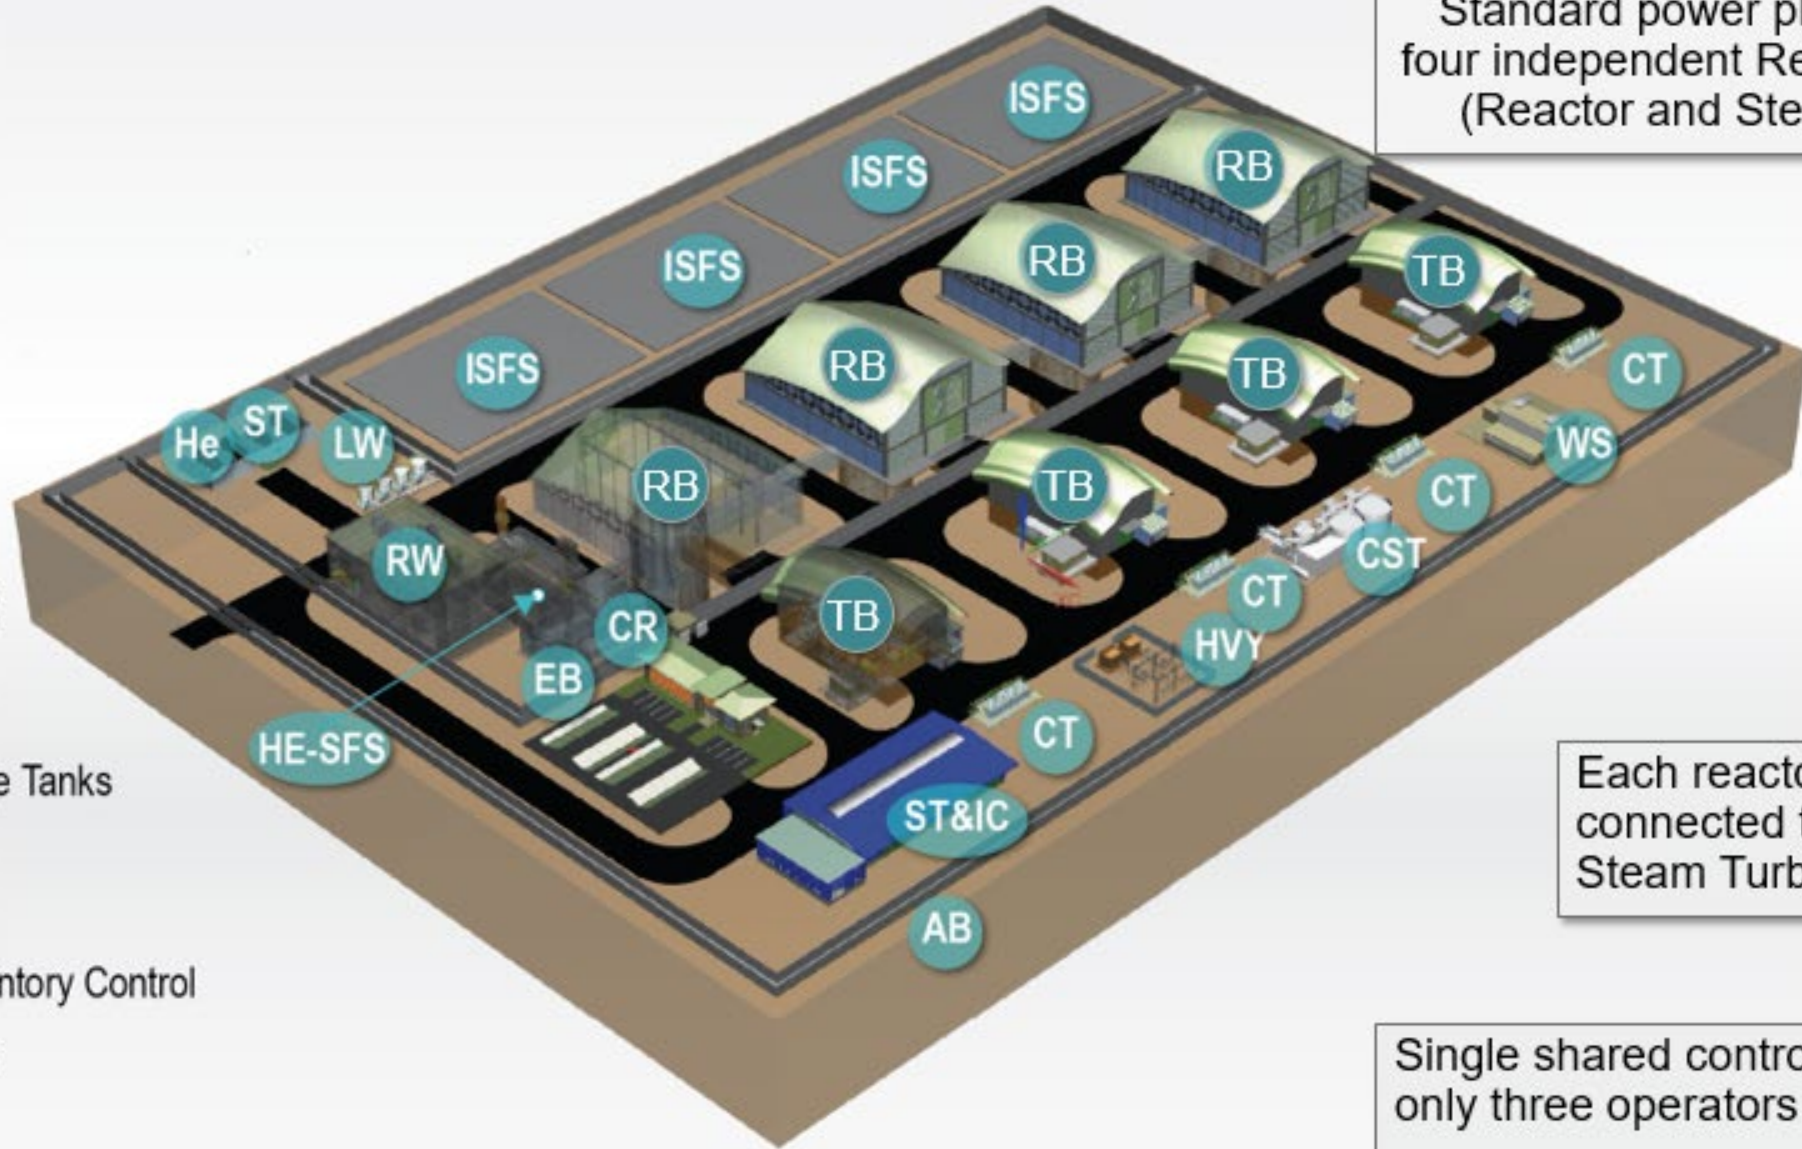 Standard power pl
four independent Re
(Reactor and Ste
ISFS
ISFS
ISFS
ISFS
RB
RB
RB
RB
TB
TB
TB
TB
CT
WS
CT
CST
CT
HVY
CT
He
ST
LW
RW
CR
EB
HE-SFS
ST&IC
AB
e Tanks
ntory Control
Each reacto
connected t
Steam Turb
Single shared contro
only three operators